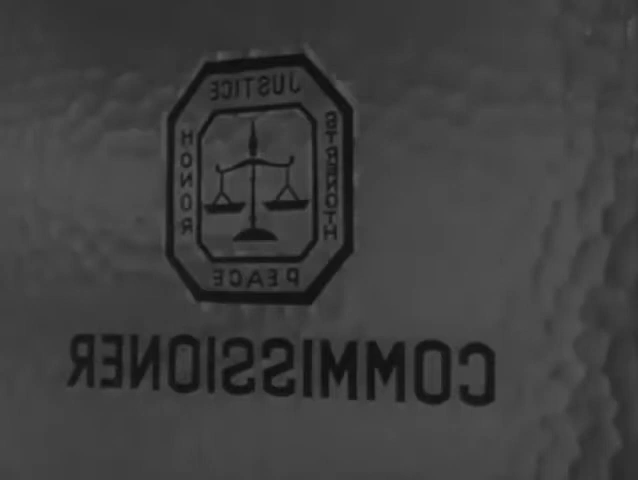 JUSTICE
HONOR
STRENGTH
PEACE
COMMISSIONER